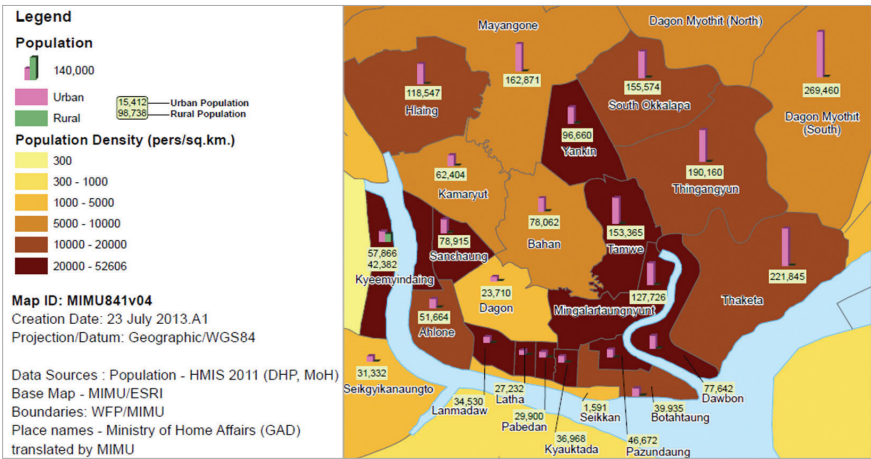 Legend
Population
140,000
Urban
Rural
15,412
98,738
Urban Population
Rural Population
Population Density (pers/sq.km.)
300
300 - 1000
1000 - 5000
5000 - 10000
10000 - 20000
20000 - 52606
Map ID: MIMU841v04
Creation Date: 23 July 2013.A1
Projection/Datum: Geographic/WGS84
Data Sources : Population - HMIS 2011 (DHP, MoH)
Base Map - MIMU/ESRI
Boundaries: WFP/MIMU
Place names - Ministry of Home Affairs (GAD)
translated by MIMU
Mayangone
162,871
Dagon Myothit (North)
118,547
Hlaing
155,574
South Okkalapa
269,460
Dagon Myothit
(South)
96,660
Yankin
190,160
Thingangyun
62,404
Kamaryut
78,062
Bahan
153,365
Tamwe
78,915
Sanchaung
57,866
42,382
Kyeemyindaing
23,710
Dagon
127,726
Mingalartaungnyunt
221,845
Thaketa
51,664
Ahlone
31,332
Seikgyikanaungto
34,530
Lanmadaw
27,232
Latha
29,900
Pabedan
36,968
Kyauktada
1,591
Seikkan
46,672
Pazundaung
39,935
Botahtaung
77,642
Dawbon